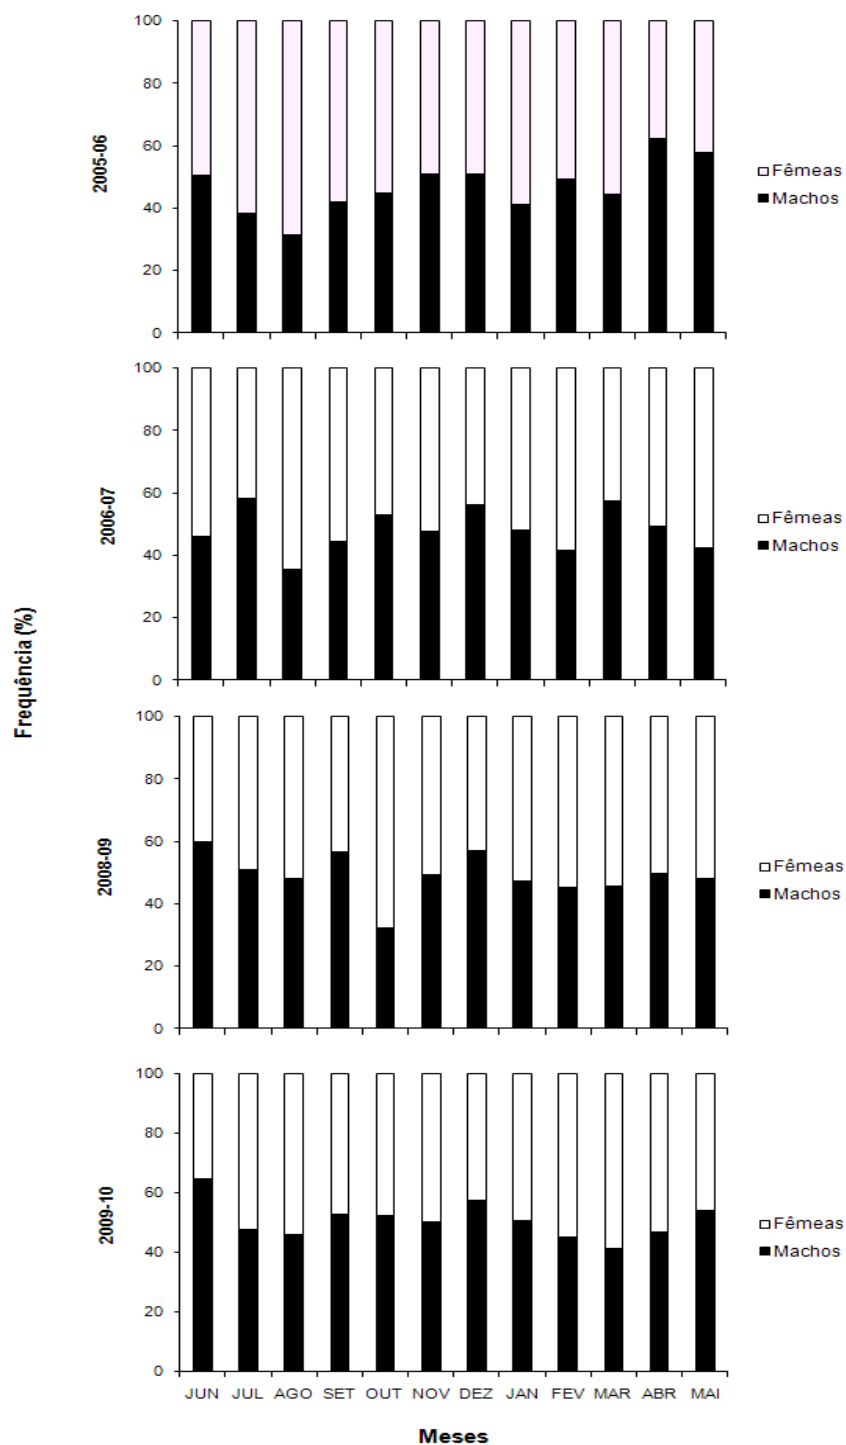 Frequência (%)
2005-06
100
80
60
40
20
0
Fêmeas
Machos
2006-07
100
80
60
40
20
0
Fêmeas
Machos
2008-09
100
80
60
40
20
0
Fêmeas
Machos
2009-10
100
80
60
40
20
0
Fêmeas
Machos
JUN JUL AGO SET OUT NOV DEZ JAN FEV MAR ABR MAI
Meses